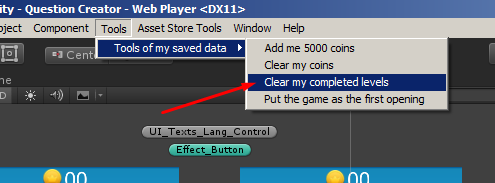 ity - Question Creator - Web Player <DX11>
oject Component Tools Asset Store Tools Window Help
Tools of my saved data
Add me 5000 coins
Clear my coins
Clear my completed levels
Put the game as the first opening
Cente
ne
D
UI_Texts_Lang_Control
Effect_Button
00 00